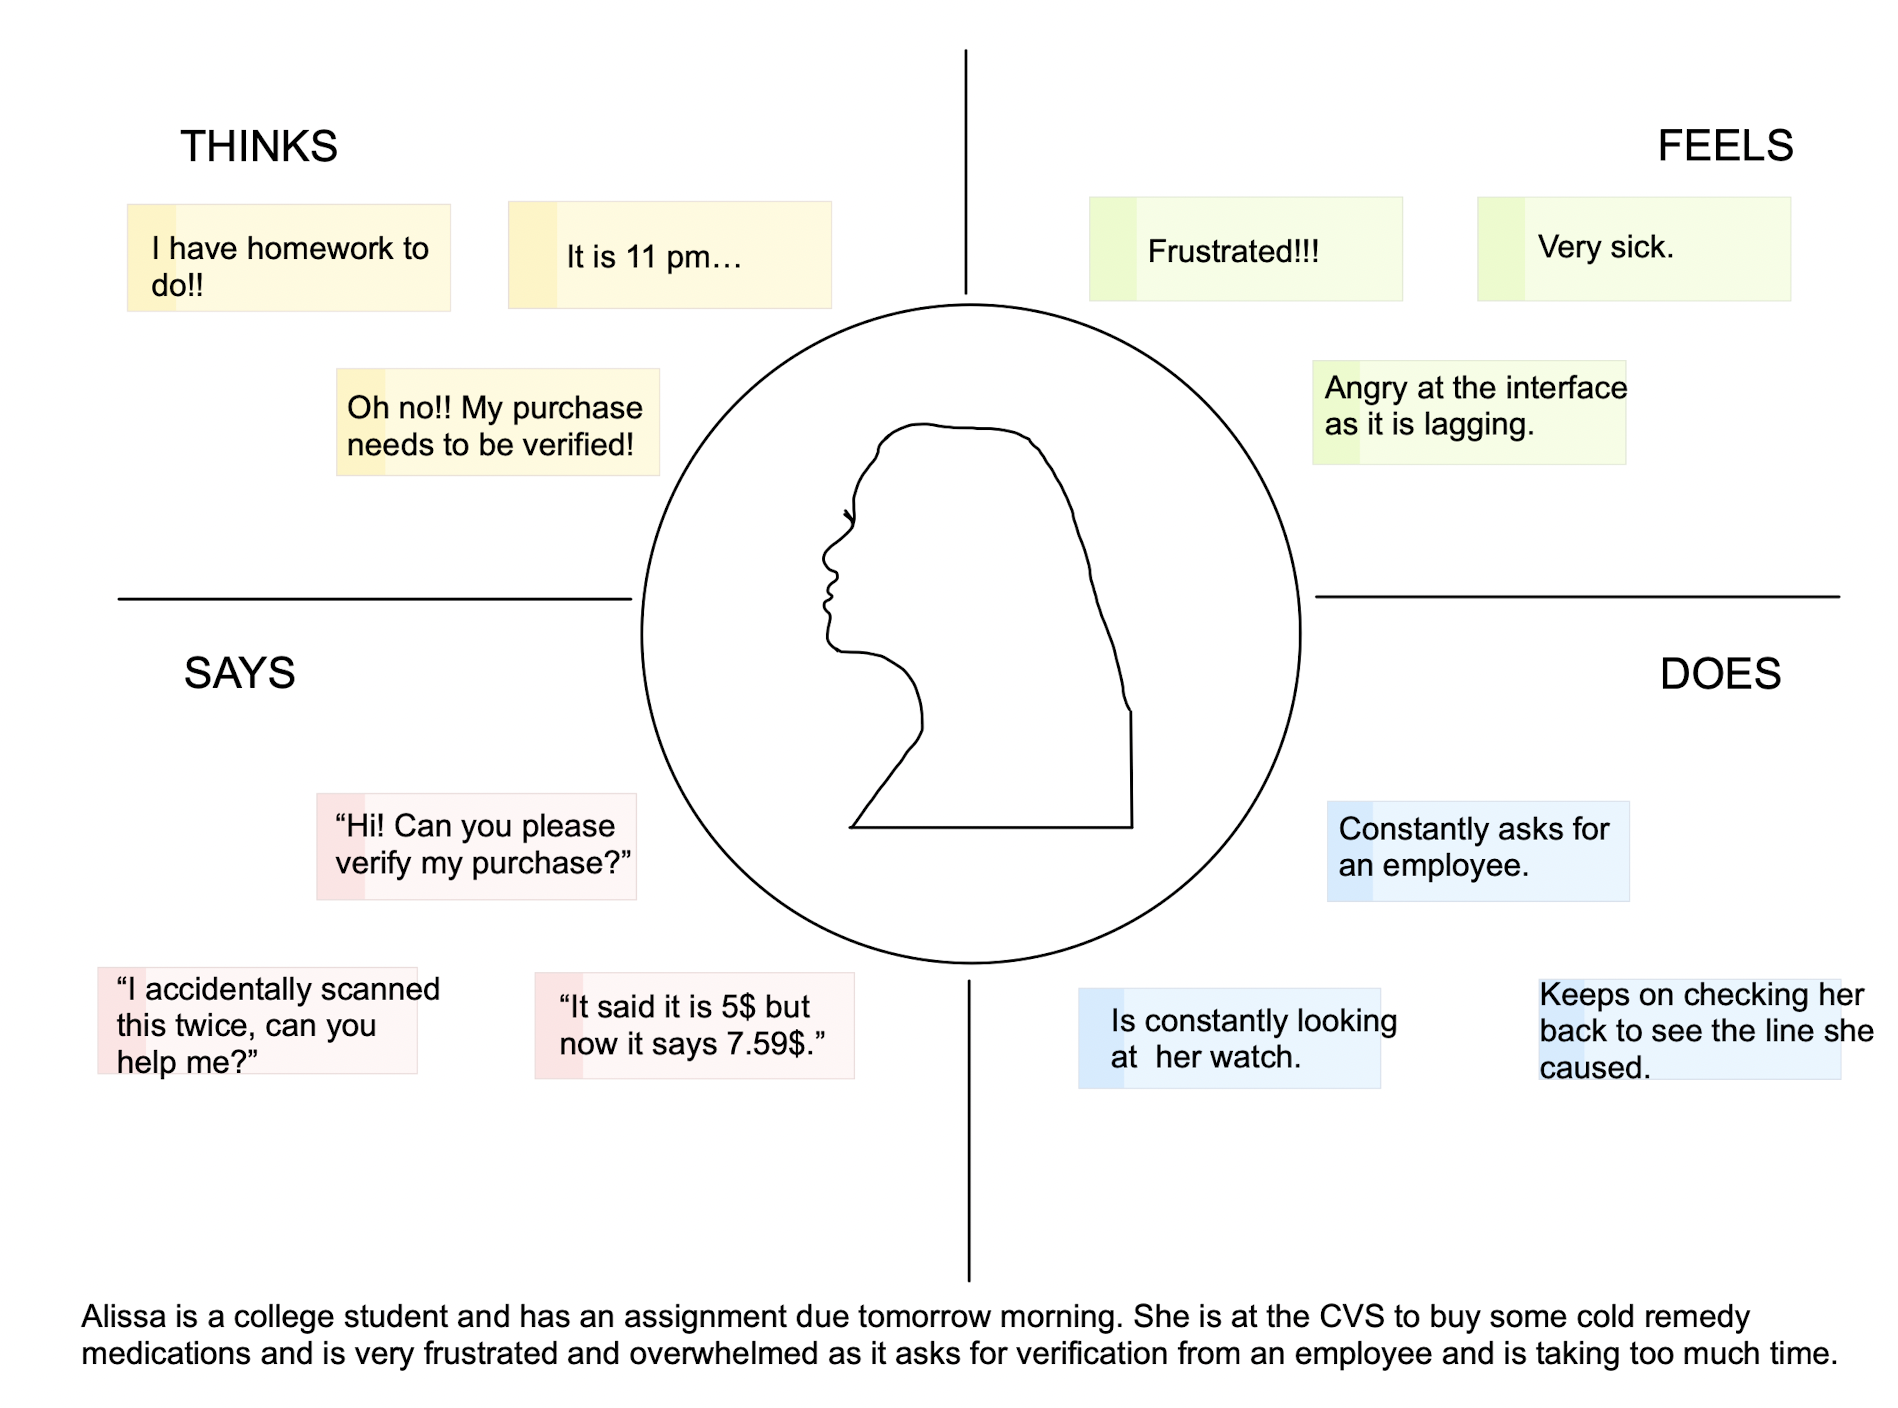 THINKS
I have homework to
do!!
It is 11 pm…
Oh no!! My purchase
needs to be verified!
FEELS
Frustrated!!!
Very sick.
Angry at the interface
as it is lagging.
SAYS
“Hi! Can you please
verify my purchase?”
“I accidentally scanned
this twice, can you
help me?”
“It said it is 5$ but
now it says 7.59$.”
DOES
Constantly asks for
an employee.
Is constantly looking
at  her watch.
Keeps on checking her
back to see the line she
caused.
Alissa is a college student and has an assignment due tomorrow morning. She is at the CVS to buy some cold remedy
medications and is very frustrated and overwhelmed as it asks for verification from an employee and is taking too much time.